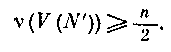 v(V(N′)) ⩾ n/2.